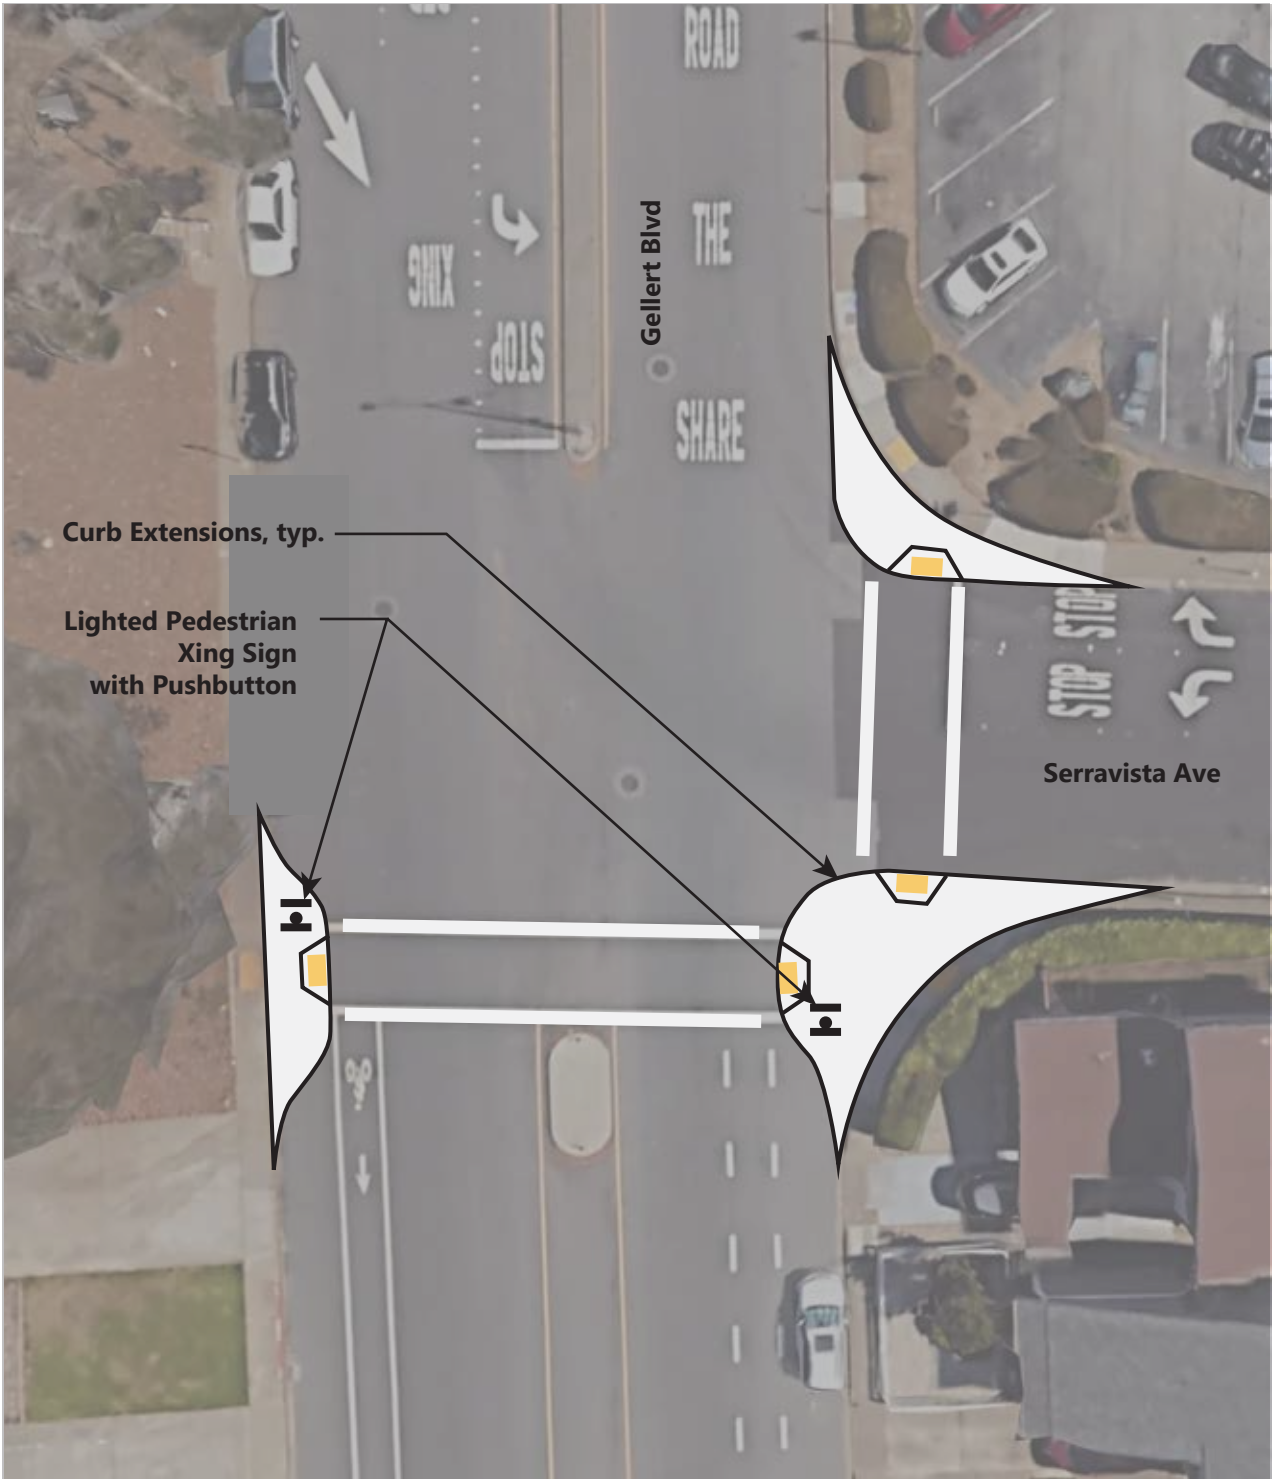 ROAD
THE
SHARE
XING
STOP
Gellert Blvd
Curb Extensions, typ.
Lighted Pedestrian
Xing Sign
with Pushbutton
STOP STOP
Serravista Ave